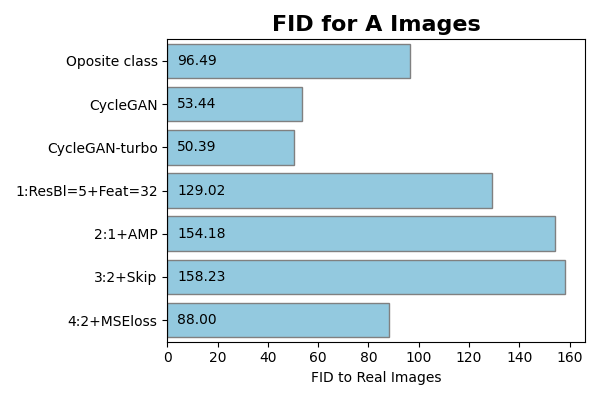 FID for A Images
Oposite class 96.49
CycleGAN 53.44
CycleGAN-turbo 50.39
1:ResBl=5+Feat=32 129.02
2:1+AMP 154.18
3:2+Skip 158.23
4:2+MSEloss 88.00
0 20 40 60 80 100 120 140 160
FID to Real Images